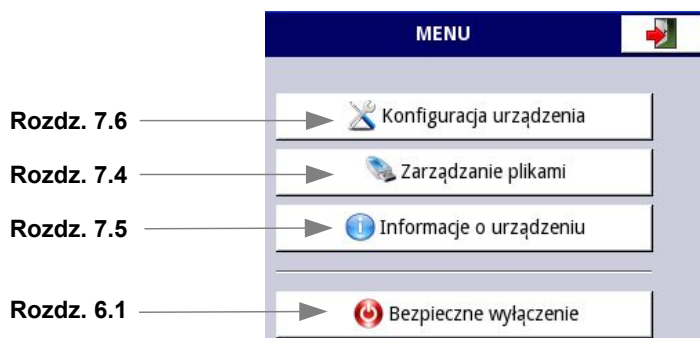 MENU
Rozdz. 7.6
Konfiguracja urządzenia
Rozdz. 7.4
Zarządzanie plikami
Rozdz. 7.5
Informacje o urządzeniu
Rozdz. 6.1
Bezpieczne wyłączenie